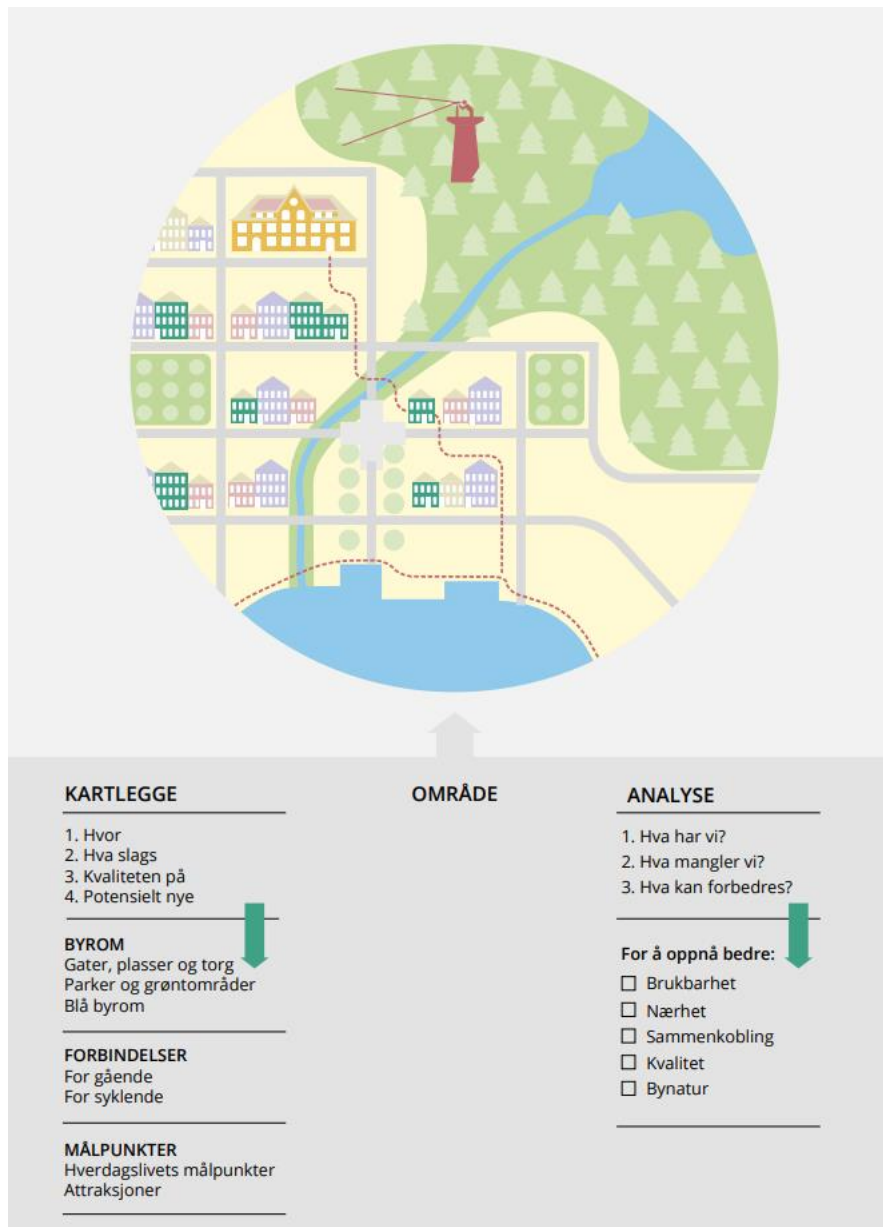 KARTLEGGE
1. Hvor
2. Hva slags
3. Kvaliteten på
4. Potensielt nye
BYROM
Gater, plasser og torg
Parker og grøntområder
Blå byrom
FORBINDELSER
For gående
For syklende
MÅLPUNKTER
Hverdagslivets målpunkter
Attraksjoner
OMRÅDE
ANALYSE
1. Hva har vi?
2. Hva mangler vi?
3. Hva kan forbedres?
For å oppnå bedre:
Brukbarhet
Nærhet
Sammenkobling
Kvalitet
Bynatur